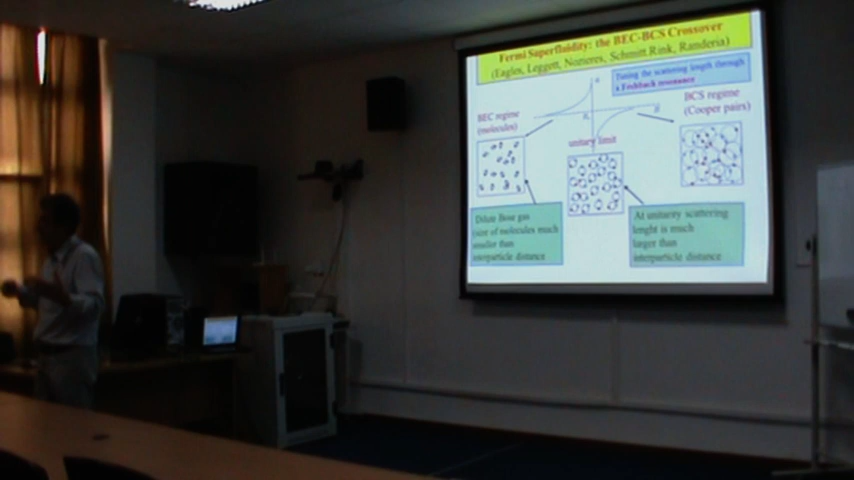 Fermi Superfluidity: the BEC-BCS Crossover
(Eagles, Leggett, Nozieres, Schmitt Rink, Randeria)
Tuning the scattering length through
a Feshbach resonance
a
B
BEC regime
(molecules)
BCS regime
(Cooper pairs)
unitary limit
Dilute Bose gas
(size of molecules much
smaller than
interparticle distance
At unitarity scattering
lenght is much
larger than
interparticle distance